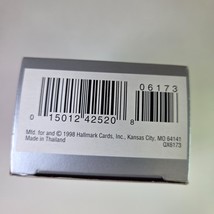 06173
0 15012 42520 8
Mfd. for and © 1998 Hallmark Cards, Inc., Kansas City, MO 64141
Made in Thailand QX6173